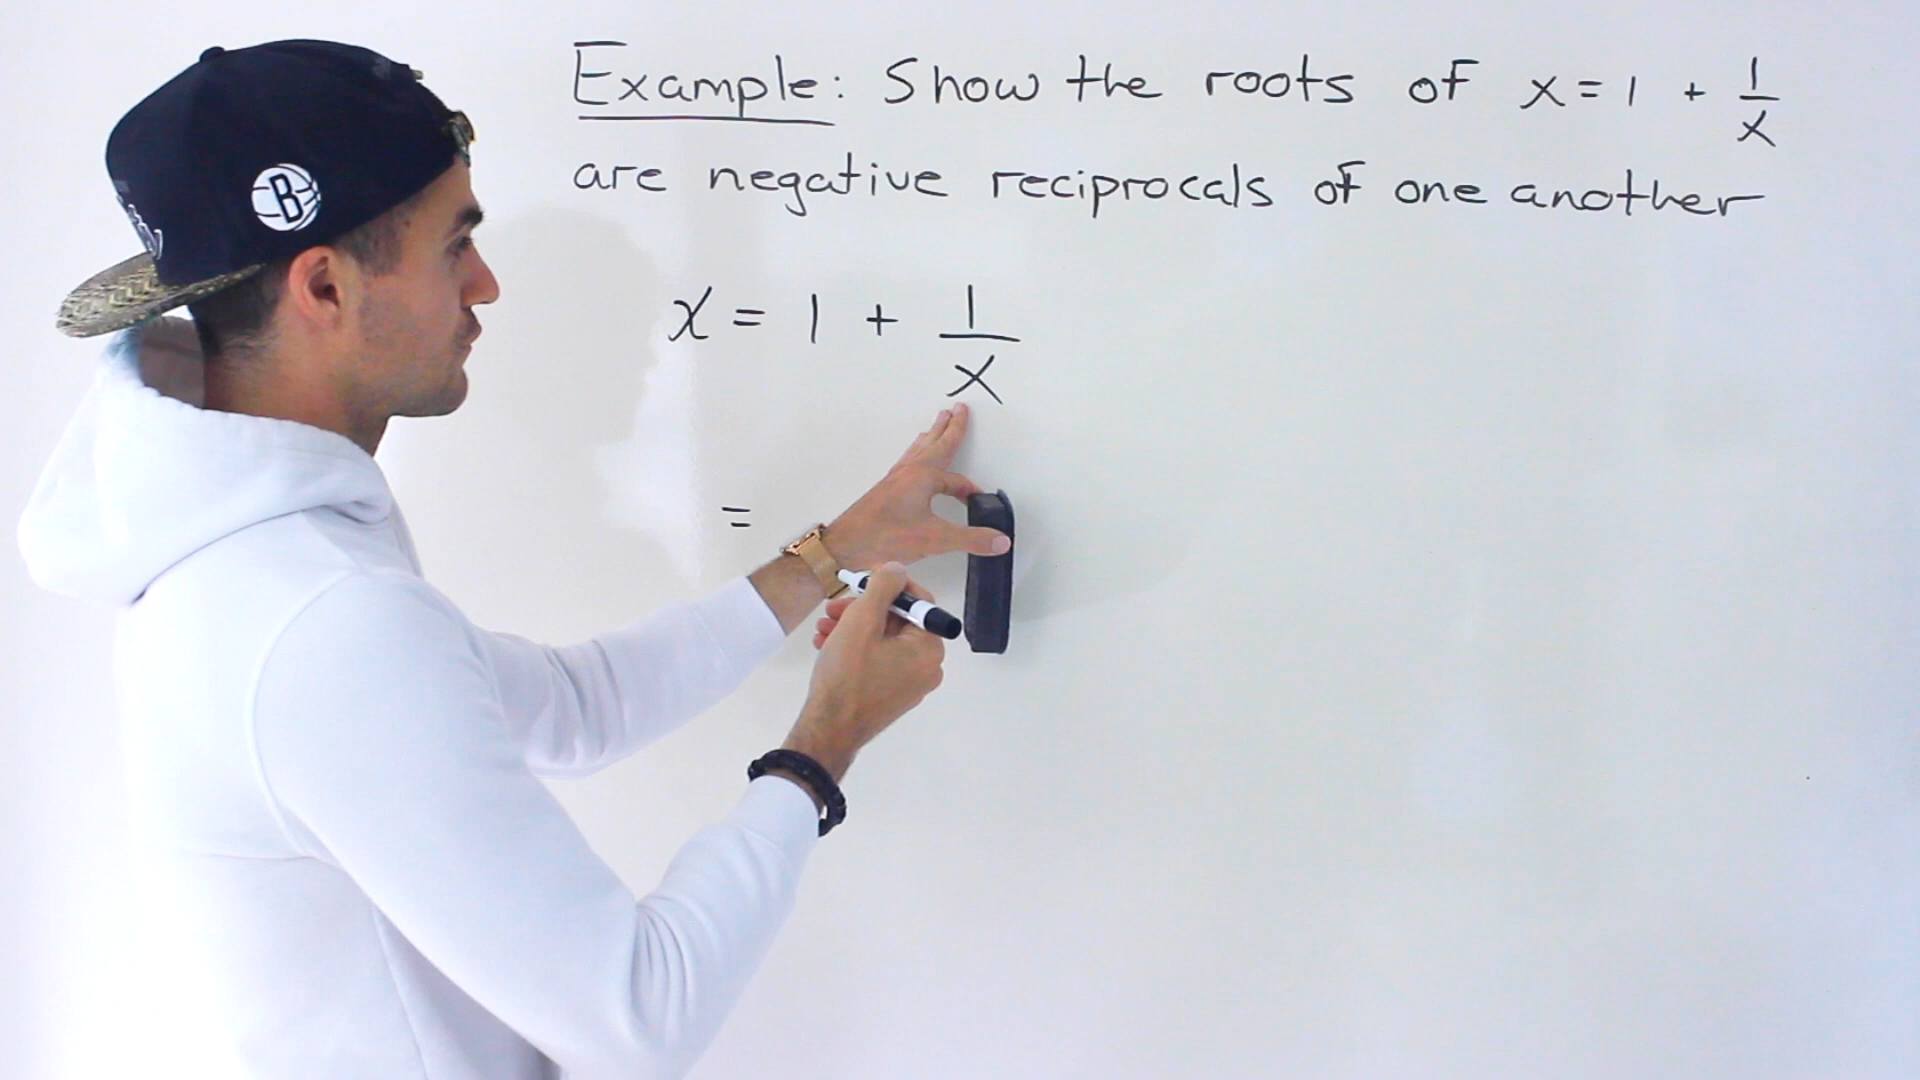 Example: Show the roots of x = 1 + 1/x
are negative reciprocals of one another
x = 1 + 1/x
=
B